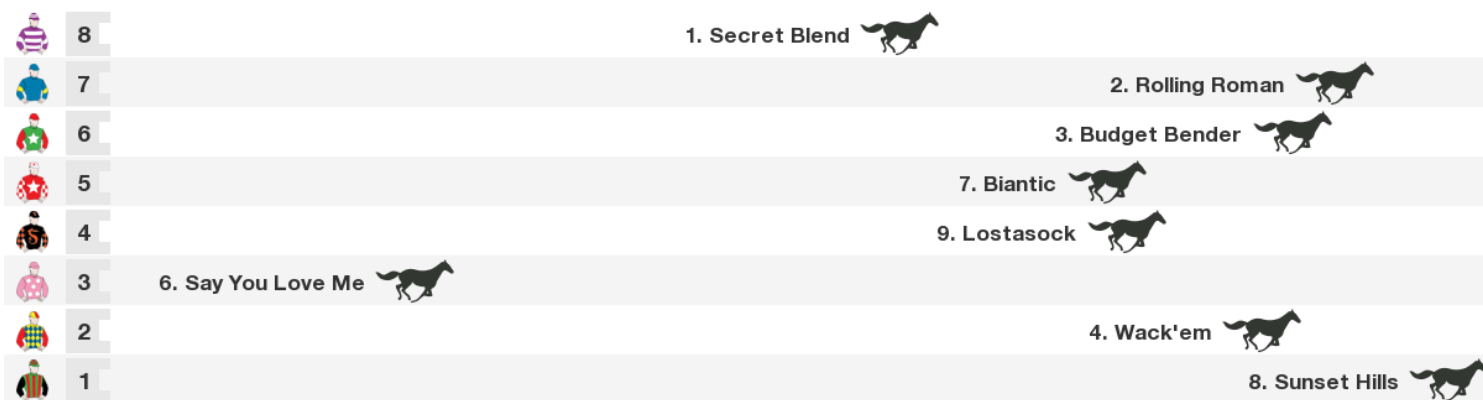 8 1. Secret Blend
7 2. Rolling Roman
6 3. Budget Bender
5 7. Biantic
4 9. Lostasock
3 6. Say You Love Me
2 4. Wack'em
1 8. Sunset Hills